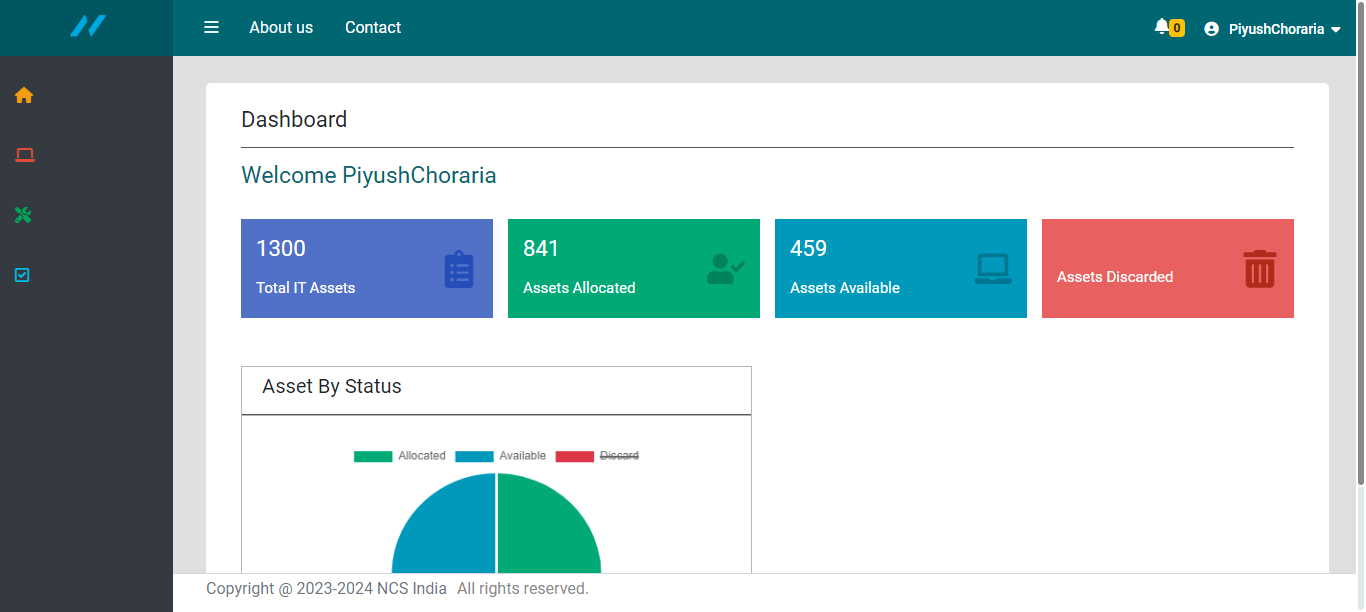 About us Contact 0 PiyushChoraria
Dashboard
Welcome PiyushChoraria
1300 841 459
Total IT Assets Assets Allocated Assets Available Assets Discarded
Asset By Status
Allocated Available Discard
Copyright @ 2023-2024 NCS India All rights reserved.